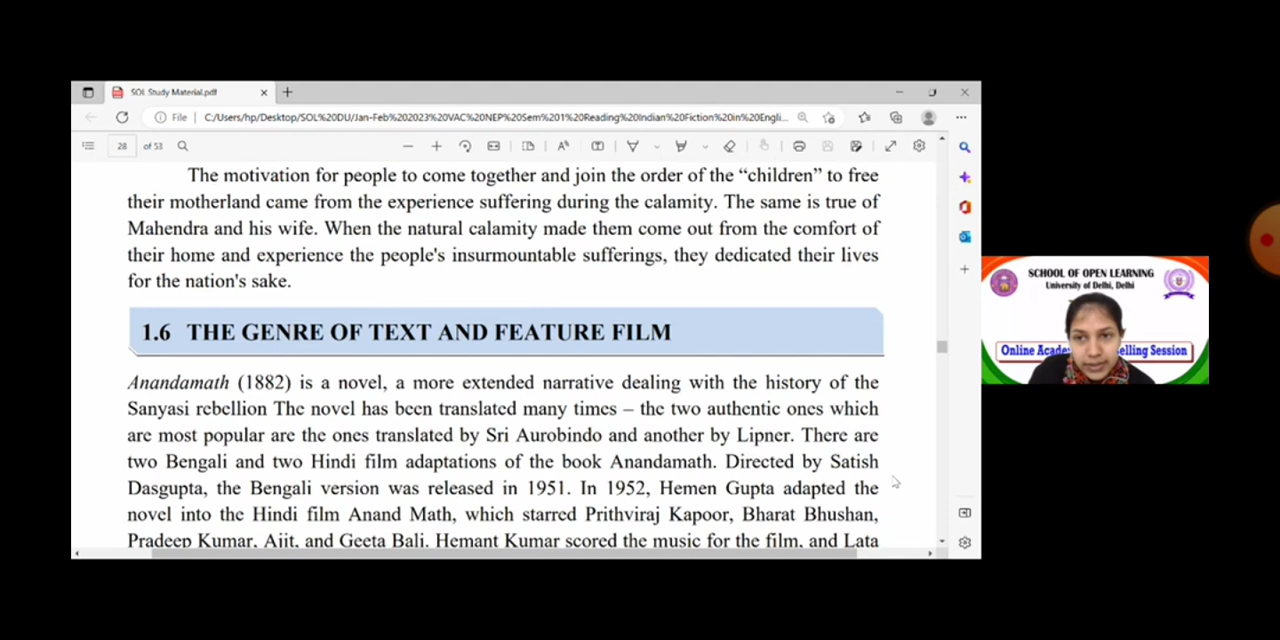 SOL Study Material.pdf
File
C:/Users/hp/Desktop/SOL%20DU/Jan-Feb%202023%20VAC%20NEP%20Sem%201%20Reading%20Indian%20Fiction%20in%20Engli...
28 of 53
The motivation for people to come together and join the order of the “children” to free
their motherland came from the experience suffering during the calamity. The same is true of
Mahendra and his wife. When the natural calamity made them come out from the comfort of
their home and experience the people's insurmountable sufferings, they dedicated their lives
for the nation's sake.
1.6 THE GENRE OF TEXT AND FEATURE FILM
Anandamath (1882) is a novel, a more extended narrative dealing with the history of the
Sanyasi rebellion The novel has been translated many times – the two authentic ones which
are most popular are the ones translated by Sri Aurobindo and another by Lipner. There are
two Bengali and two Hindi film adaptations of the book Anandamath. Directed by Satish
Dasgupta, the Bengali version was released in 1951. In 1952, Hemen Gupta adapted the
novel into the Hindi film Anand Math, which starred Prithviraj Kapoor, Bharat Bhushan,
Pradeep Kumar, Ajit, and Geeta Bali. Hemant Kumar scored the music for the film, and Lata
SCHOOL OF OPEN LEARNING
University of Delhi, Delhi
Online Acade elling Session